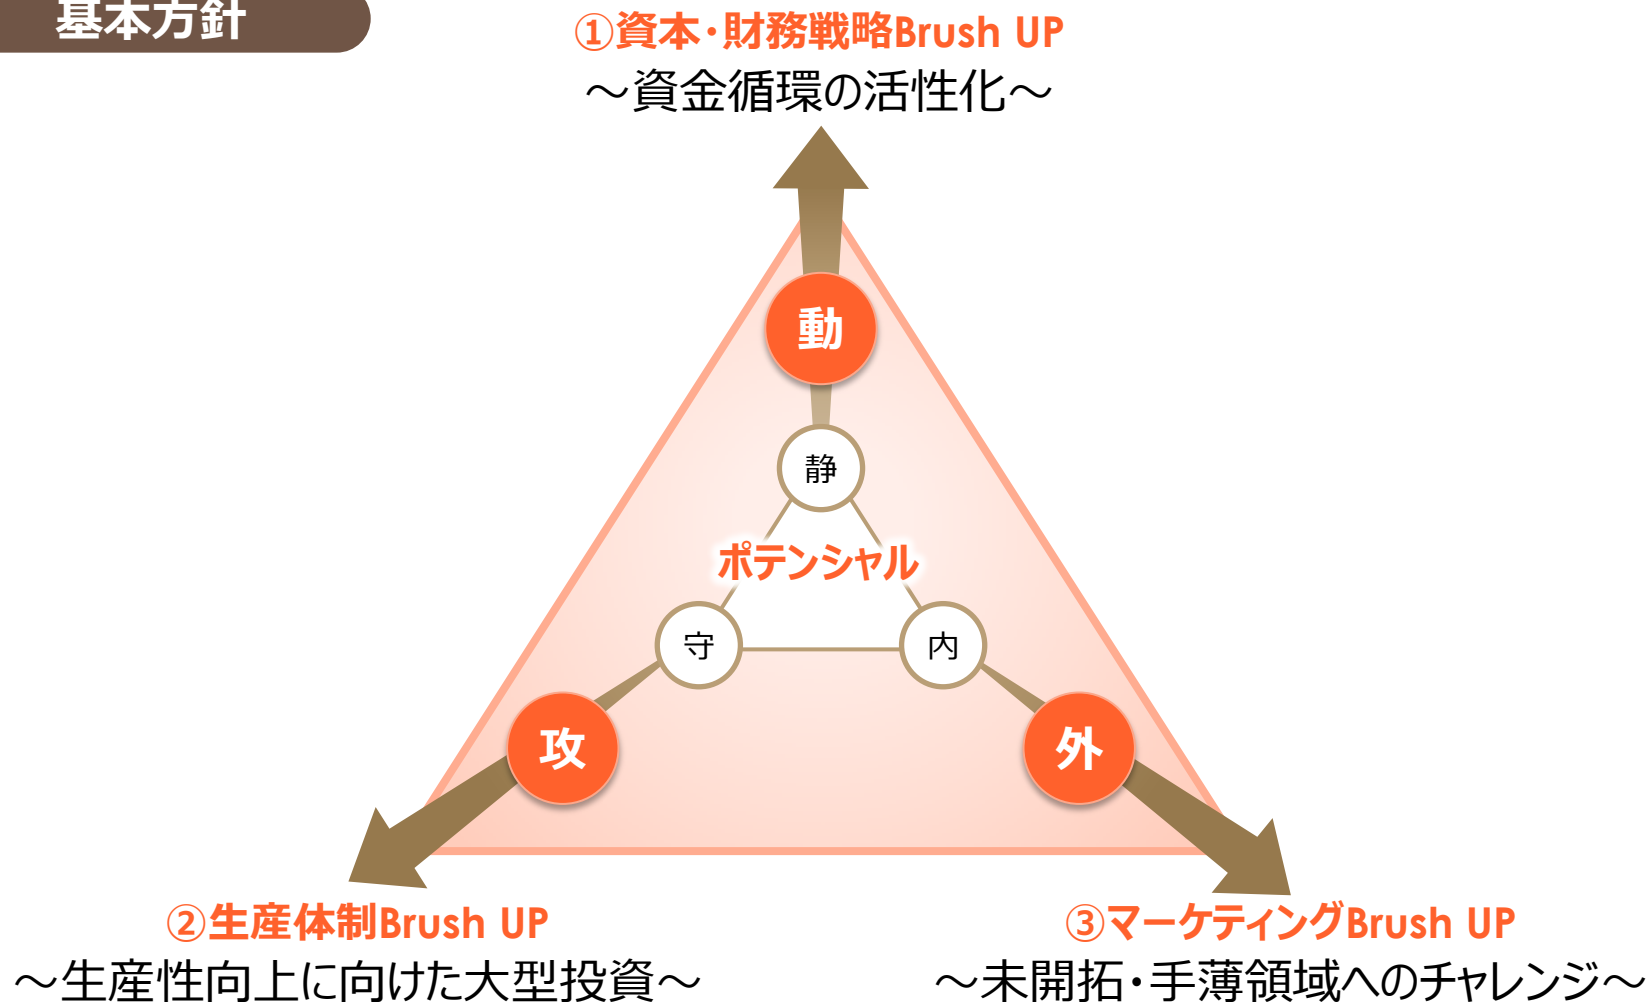 基本方針
①資本・財務戦略Brush UP
～資金循環の活性化～
動
静
ポテンシャル
守
内
攻
外
②生産体制Brush UP
～生産性向上に向けた大型投資～
③マーケティングBrush UP
～未開拓・手薄領域へのチャレンジ～